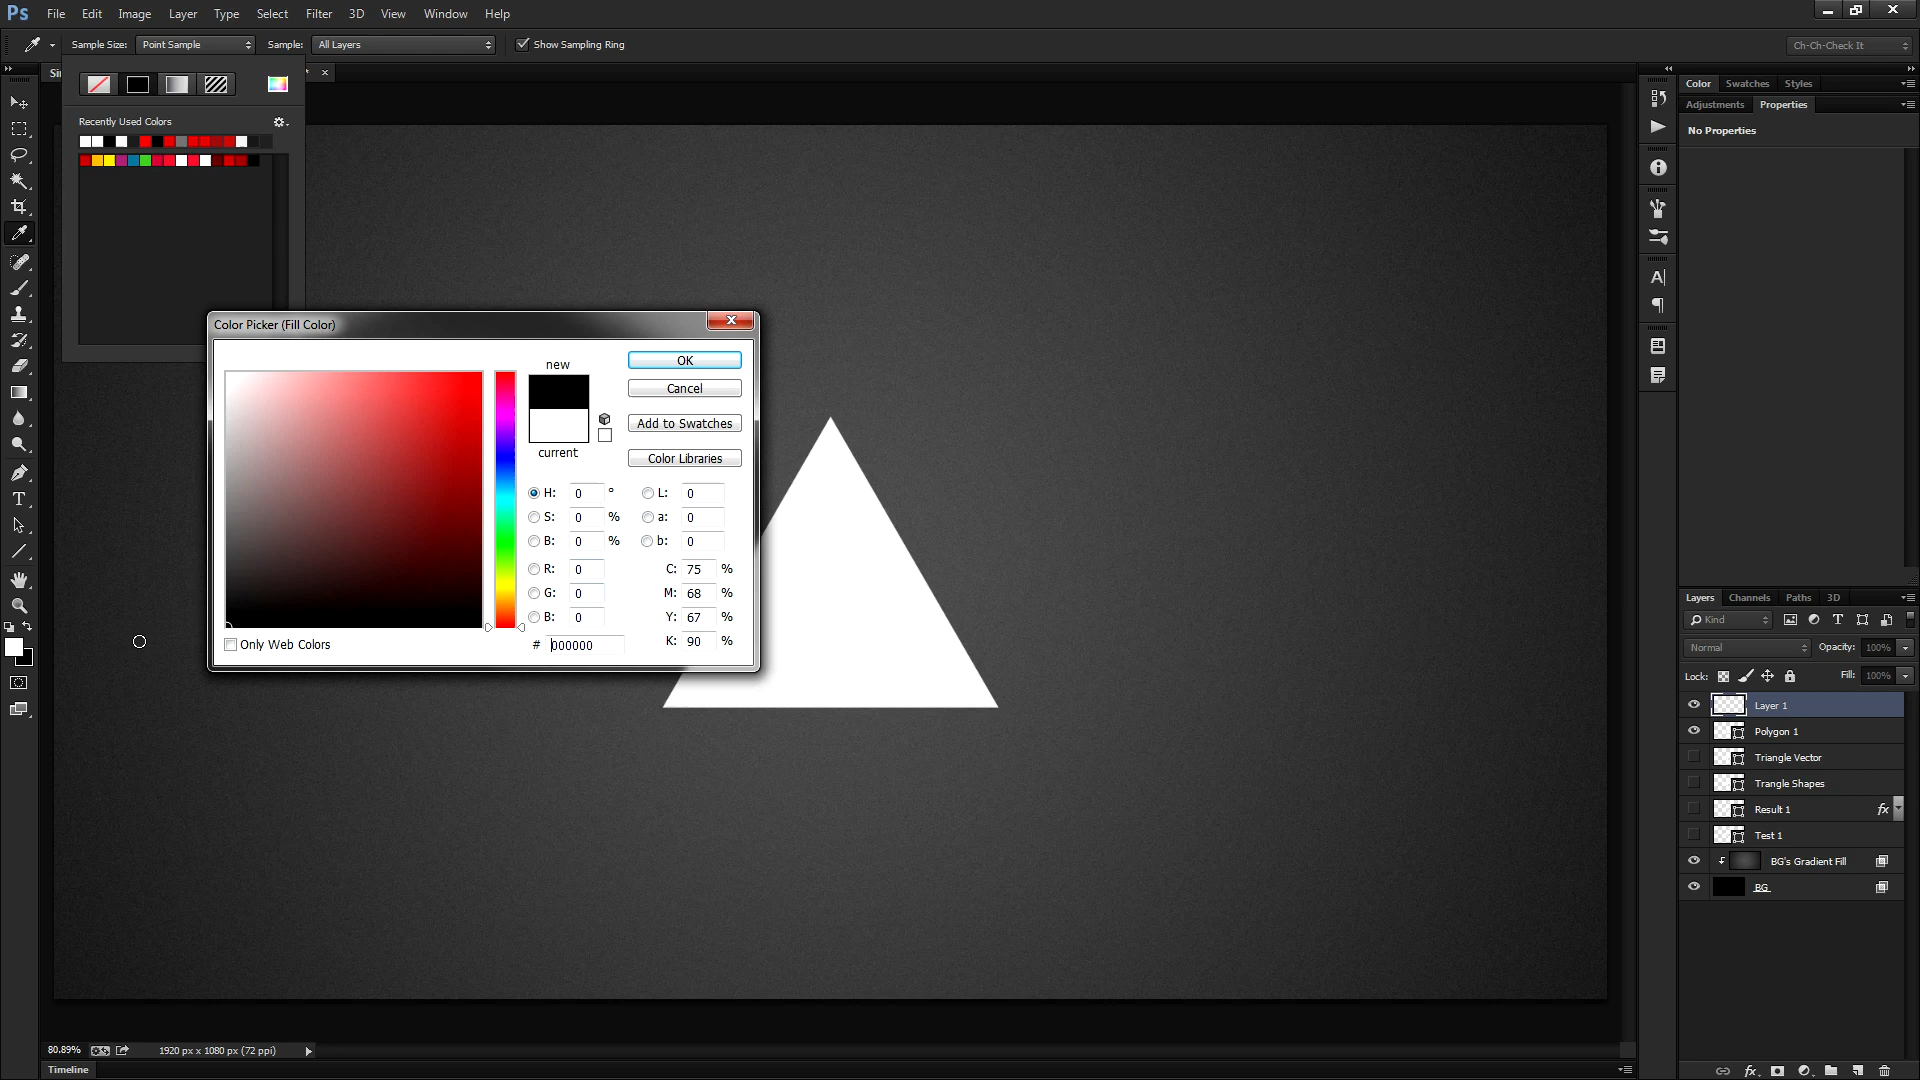 Ps File Edit Image Layer Type Select Filter 3D View Window Help
Sample Size: Point Sample Sample: All Layers Show Sampling Ring Ch-Ch-Check It
Color Swatches Styles
Adjustments Properties
No Properties
Recently Used Colors
Color Picker (Fill Color)
new
current
OK
Cancel
Add to Swatches
Color Libraries
H: 0 ° L: 0
S: 0 % a: 0
B: 0 % b: 0
R: 0 C: 75 %
G: 0 M: 68 %
B: 0 Y: 67 %
# 000000 K: 90 %
Only Web Colors
Layers Channels Paths 3D
Kind
Normal Opacity: 100%
Lock: Fill: 100%
Layer 1
Polygon 1
Triangle Vector
Trangle Shapes
Result 1 fx
Test 1
BG's Gradient Fill
BG
80.89% 1920 px x 1080 px (72 ppi)
Timeline